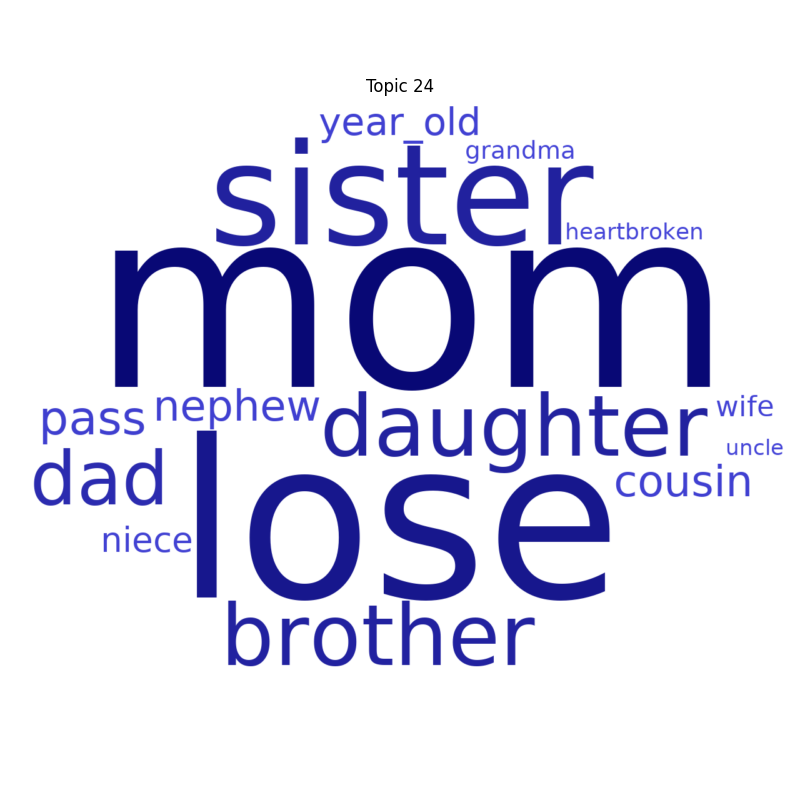 Topic 24
year_old
grandma
sister
heartbroken
mom
pass nephew daughter wife
uncle
dad lose cousin
niece
brother